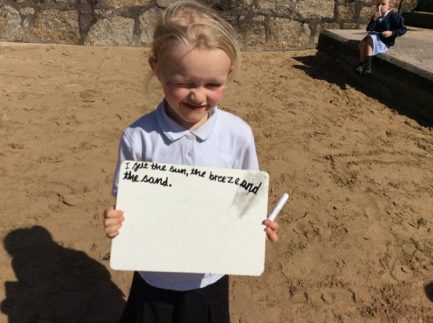 I felt the sun, the breeze and
the sand.